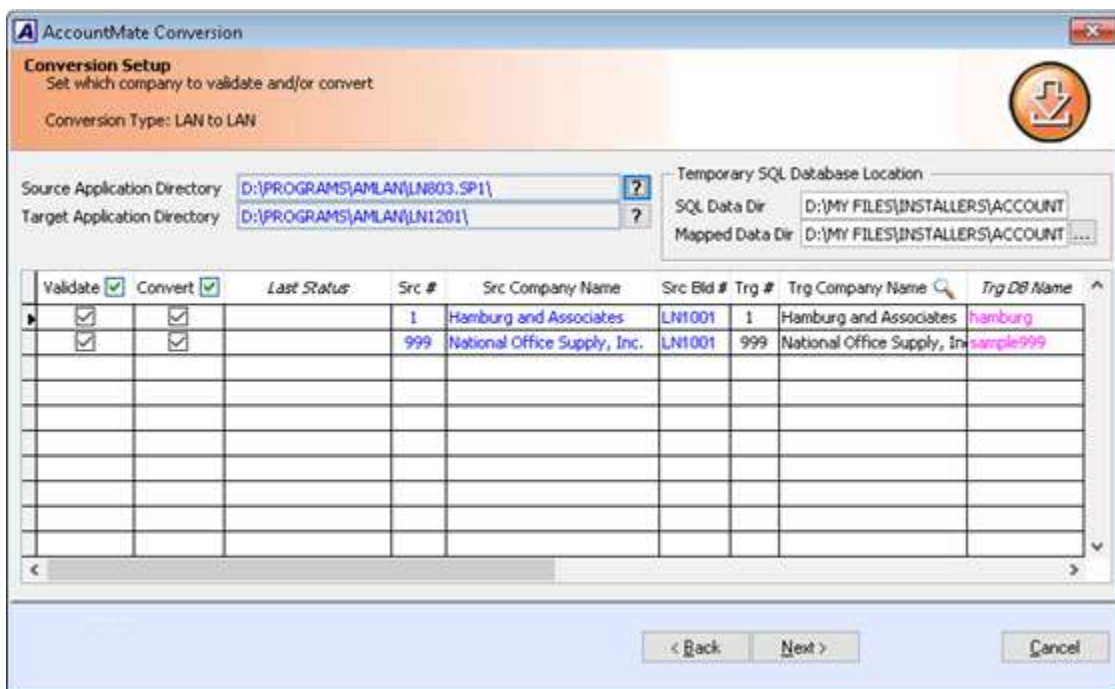 AccountMate Conversion
Conversion Setup
Set which company to validate and/or convert
Conversion Type: LAN to LAN
Source Application Directory D:\PROGRAMS\AMLAN\LN803.SP1\ ?
Target Application Directory D:\PROGRAMS\AMLAN\LN1201\ ?
Temporary SQL Database Location
SQL Data Dir D:\MY FILES\INSTALLERS\ACCOUNT
Mapped Data Dir D:\MY FILES\INSTALLERS\ACCOUNT ...
Validate Convert Last Status Src # Src Company Name Src Bld # Trg # Trg Company Name Trg DB Name
1 Hamburg and Associates LN1001 1 Hamburg and Associates hamburg
999 National Office Supply, Inc. LN1001 999 National Office Supply, In sample999
< Back Next > Cancel